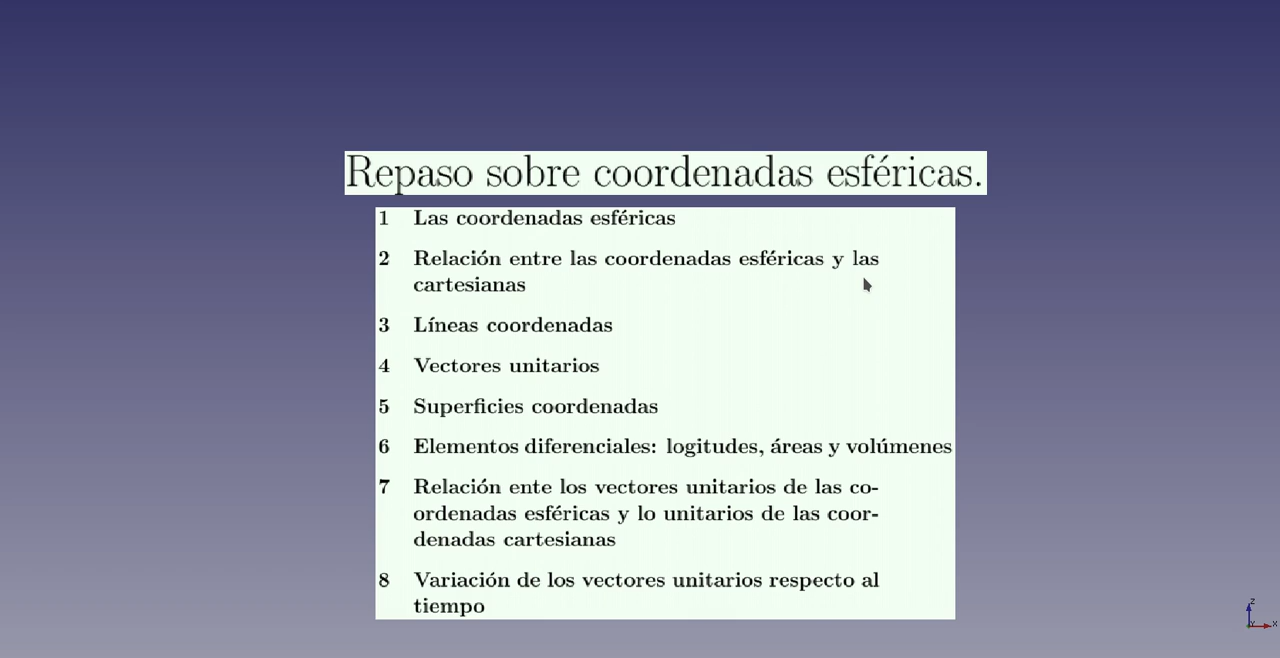 Repaso sobre coordenadas esféricas.
1 Las coordenadas esféricas
2 Relación entre las coordenadas esféricas y las
cartesianas
3 Líneas coordenadas
4 Vectores unitarios
5 Superficies coordenadas
6 Elementos diferenciales: logitudes, áreas y volúmenes
7 Relación ente los vectores unitarios de las co-
ordenadas esféricas y lo unitarios de las coor-
denadas cartesianas
8 Variación de los vectores unitarios respecto al
tiempo
Z
Y X